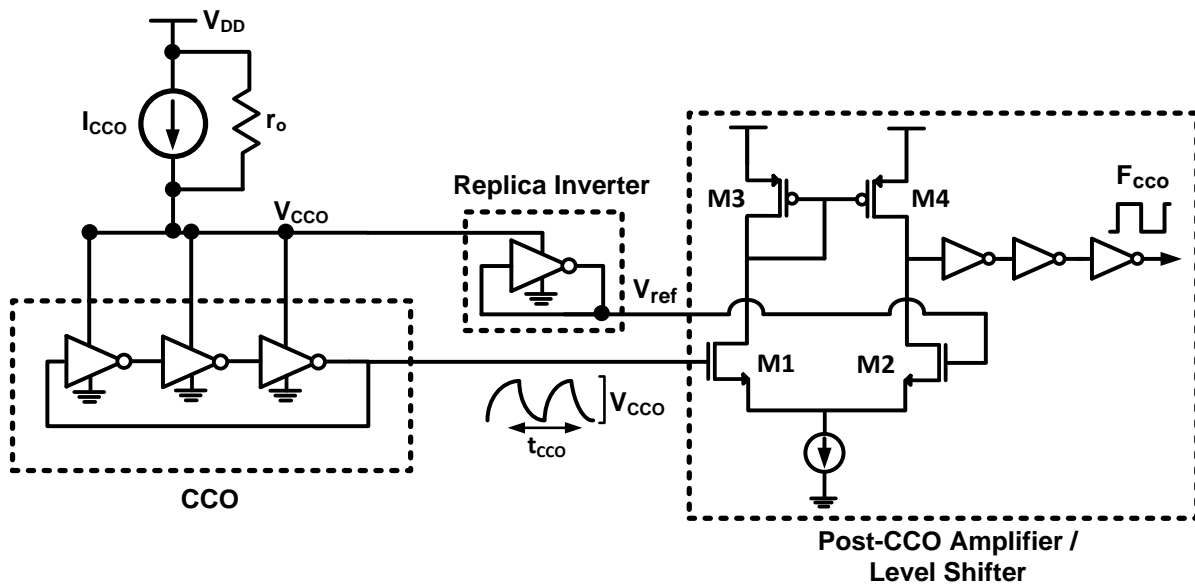 VDD
ICCO
ro
VCCO
Replica Inverter
Vref
M3
M4
FCCO
M1
M2
VCCO
tCCO
CCO
Post-CCO Amplifier /
Level Shifter